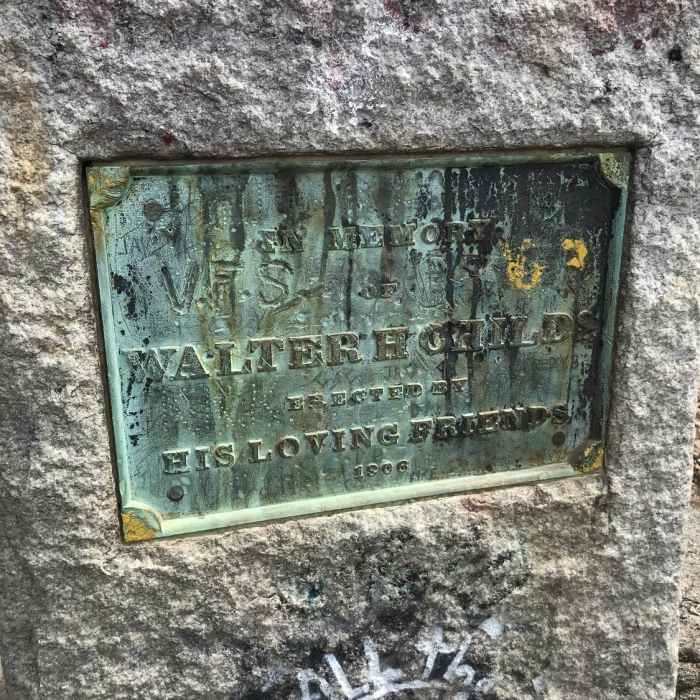 IN MEMORY
V.F.S.
OF
WALTER H CHILDS
ERECTED BY
HIS LOVING FRIENDS
1906